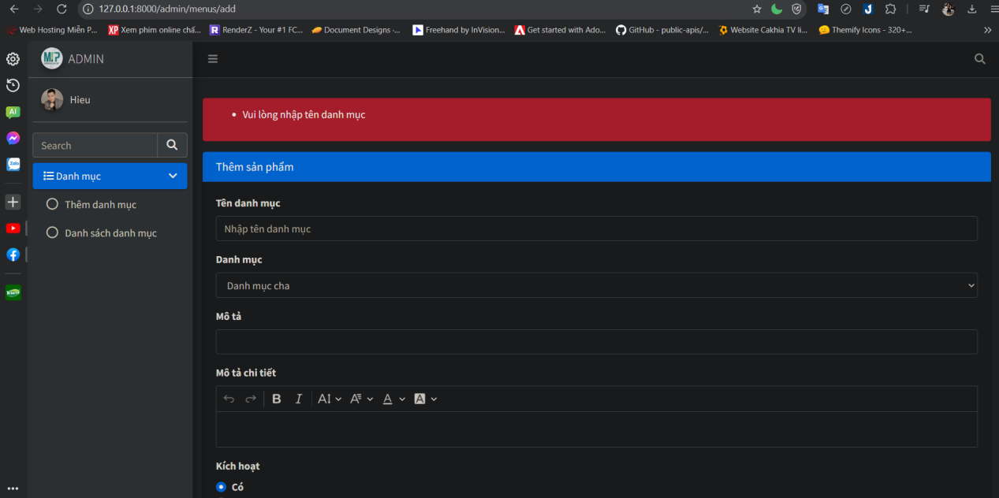 127.0.0.1:8000/admin/menus/add
Web Hosting Miễn P... XP Xem phim online chấ... R RenderZ - Your #1 FC... Document Designs -... Freehand by InVision... Get started with Ado... GitHub - public-apis/... Website Cakhia TV li... Themify Icons - 320+...
ADMIN
Hieu
AI
Search
Zalo
Danh mục
Thêm danh mục
Danh sách danh mục
Vui lòng nhập tên danh mục
Thêm sản phẩm
Tên danh mục
Nhập tên danh mục
Danh mục
Danh mục cha
Mô tả
Mô tả chi tiết
B I AI A A A
Kích hoạt
Có